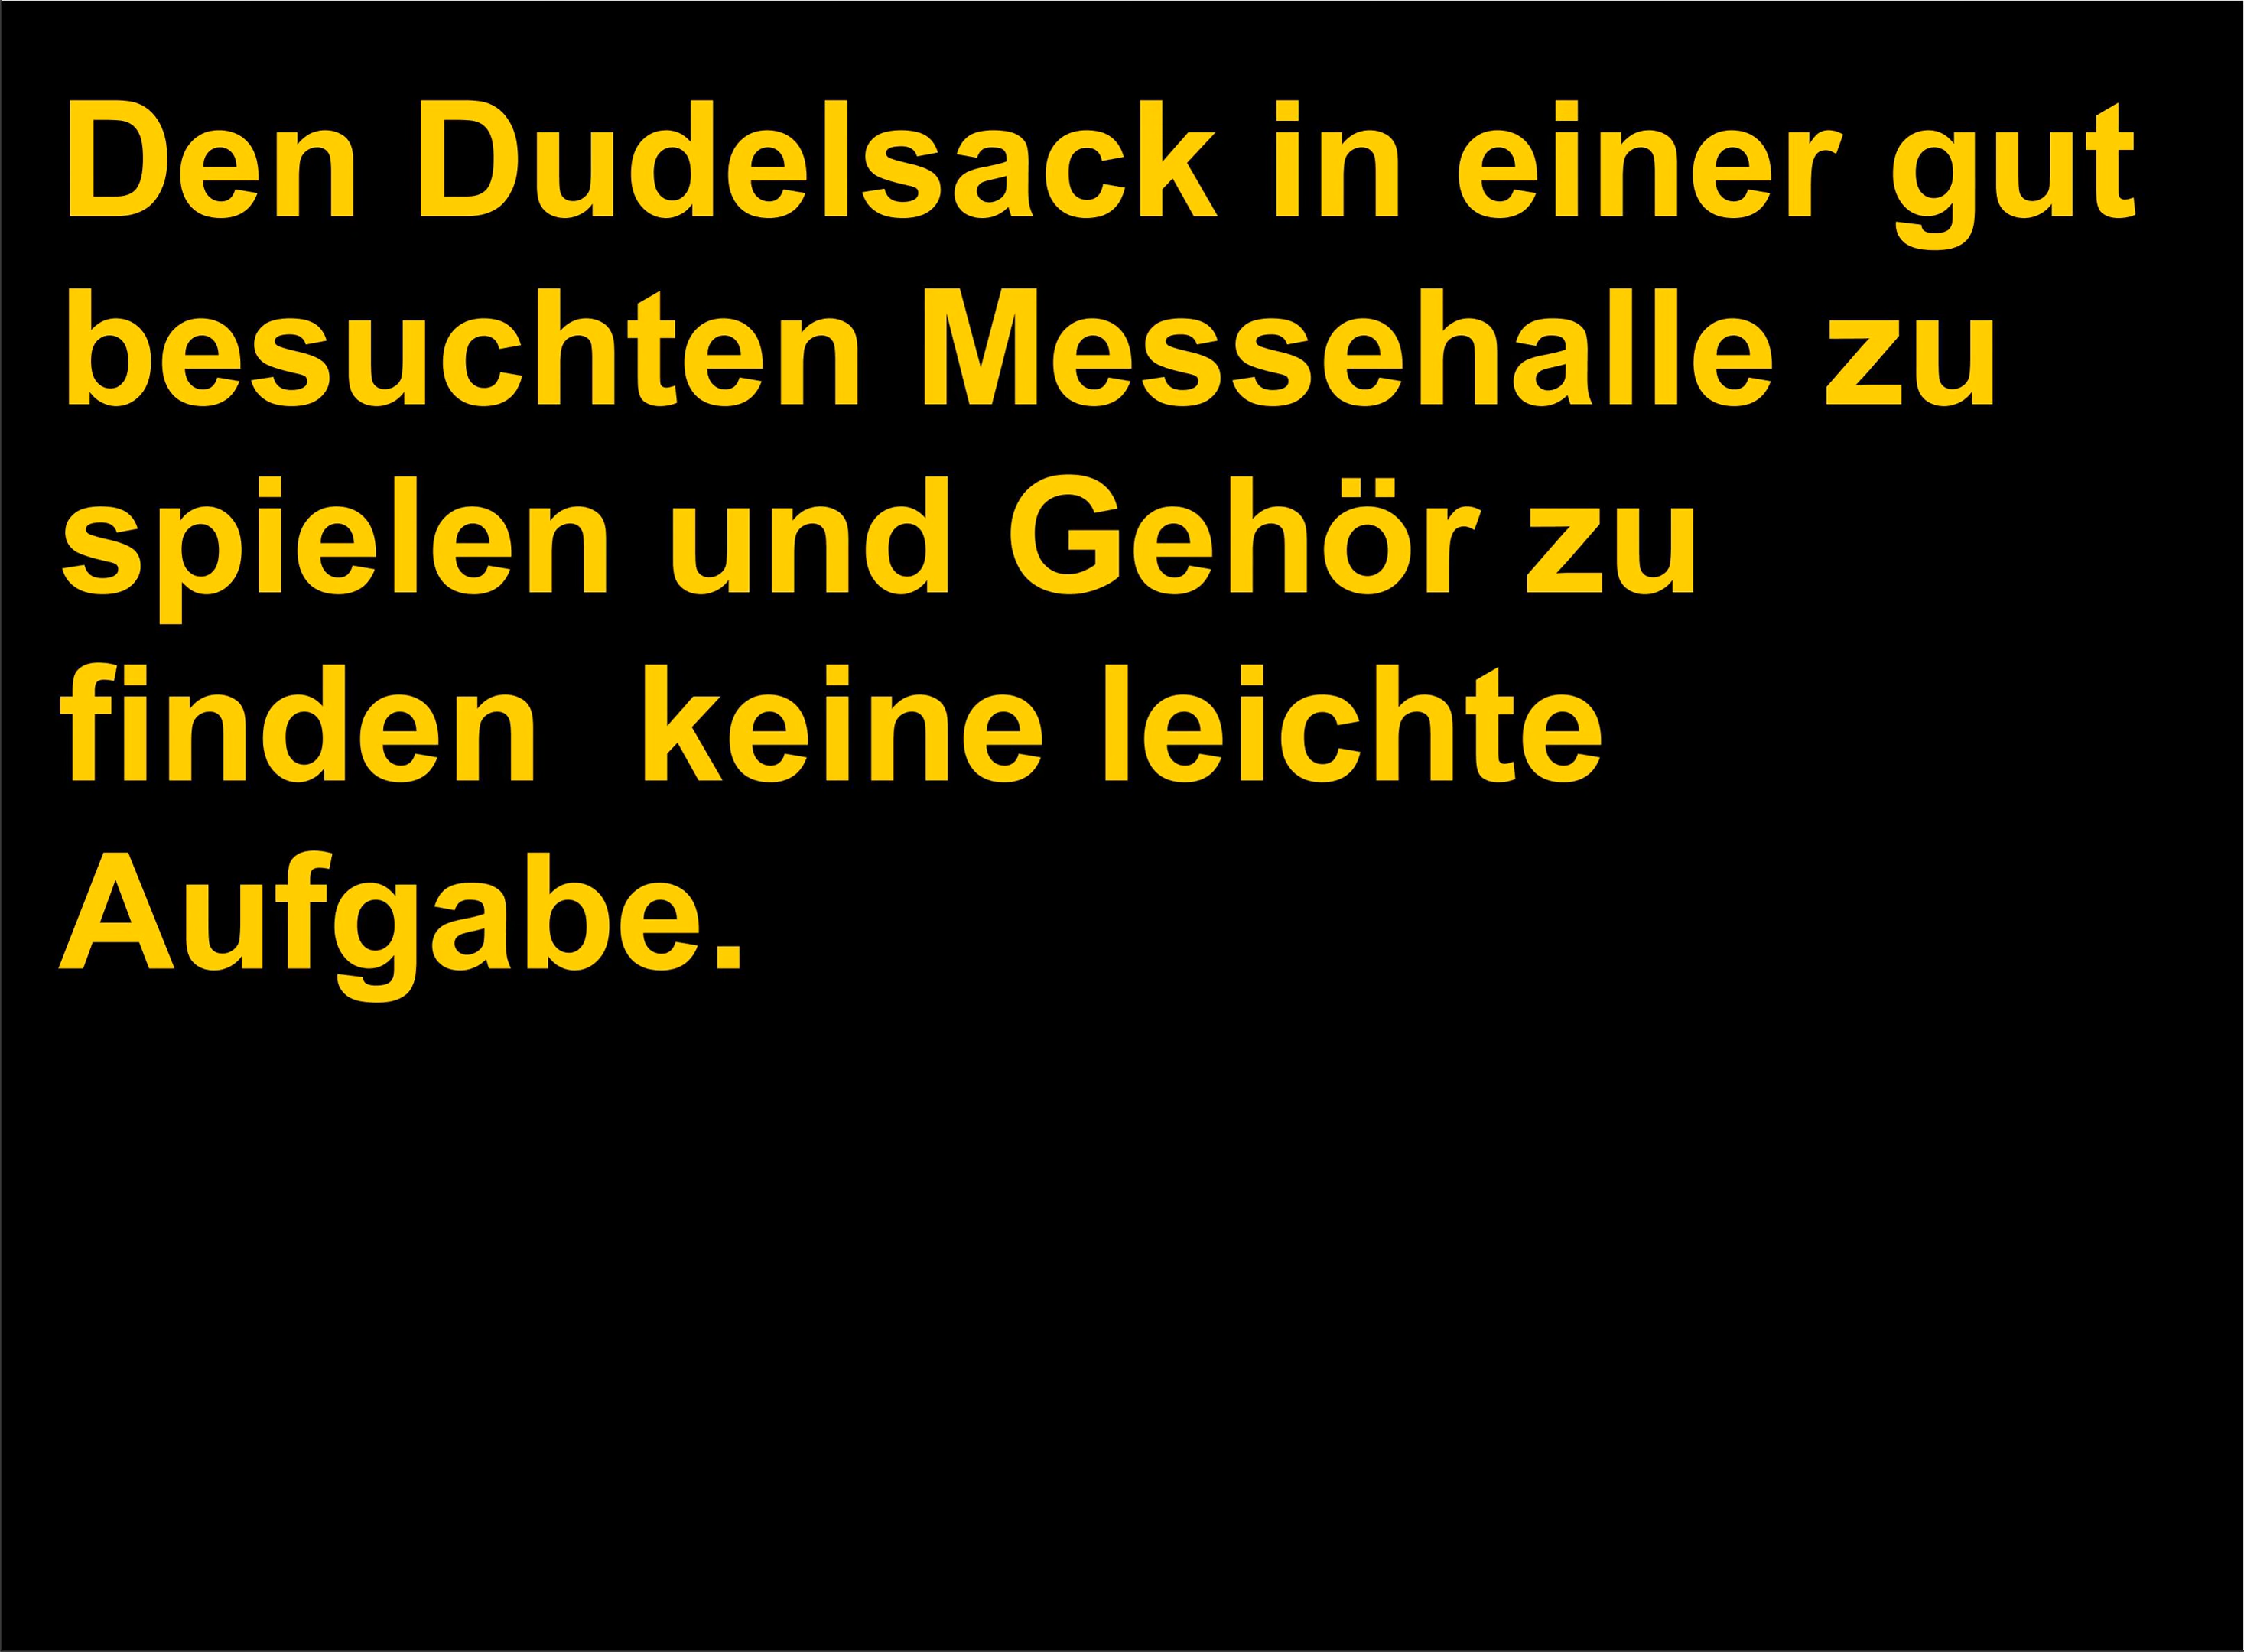 Den Dudelsack in einer gut
besuchten Messehalle zu
spielen und Gehör zu
finden  keine leichte
Aufgabe.